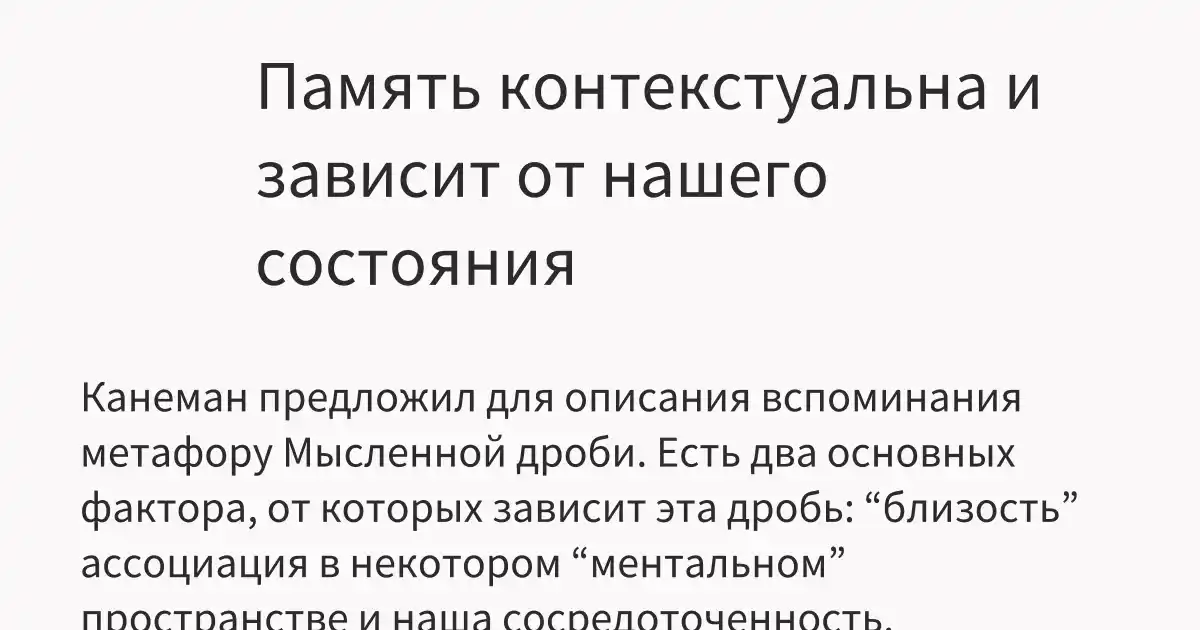 Память контекстуальна и
зависит от нашего
состояния
Канеман предложил для описания вспоминания
метафору Мысленной дроби. Есть два основных
фактора, от которых зависит эта дробь: “близость”
ассоциация в некотором “ментальном”
пространстве и наша сосредоточенность.